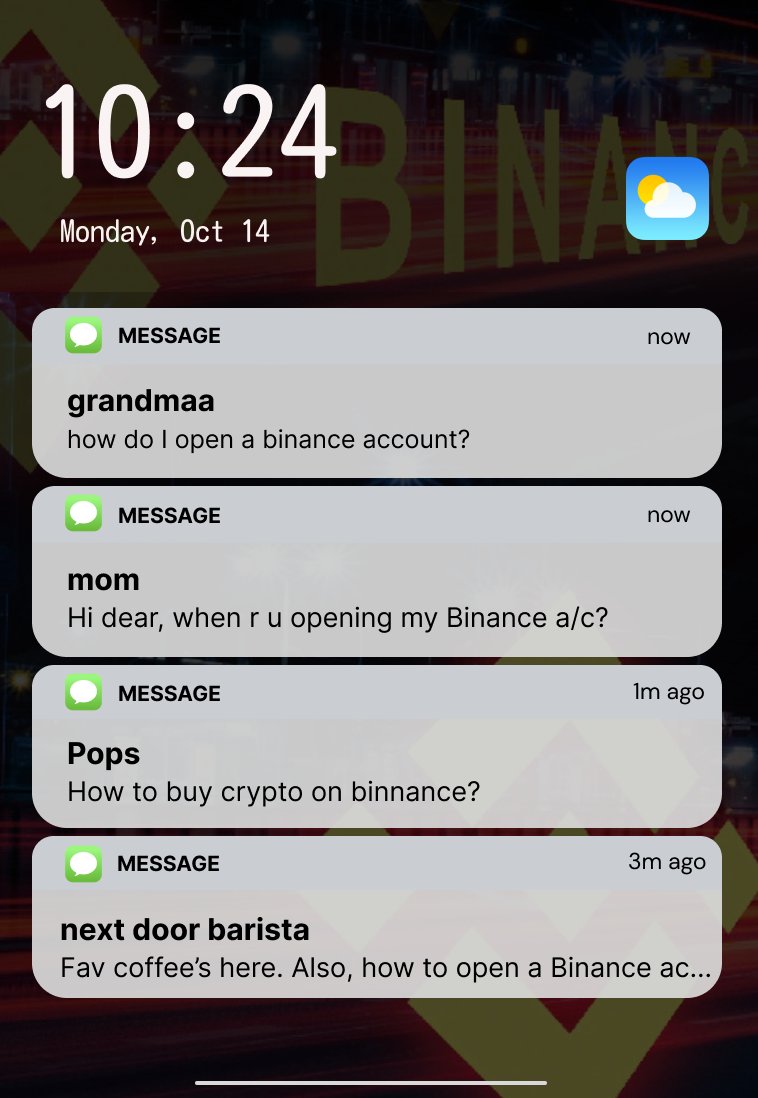 10:24
BINANC
Monday, Oct 14
MESSAGE now
grandmaa
how do I open a binance account?
MESSAGE now
mom
Hi dear, when r u opening my Binance a/c?
MESSAGE 1m ago
Pops
How to buy crypto on binnance?
MESSAGE 3m ago
next door barista
Fav coffee’s here. Also, how to open a Binance ac...